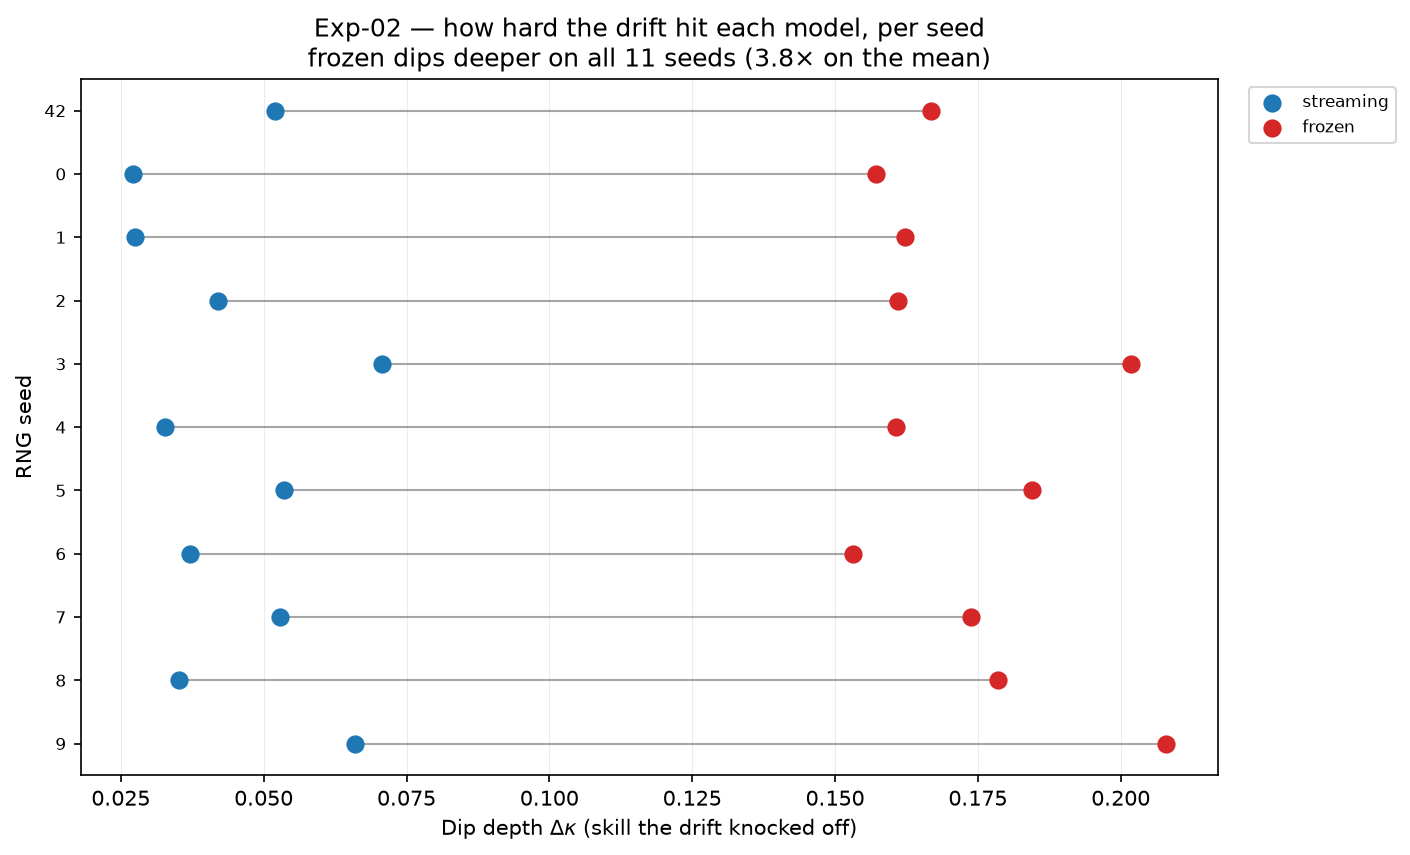 Exp-02 — how hard the drift hit each model, per seed
frozen dips deeper on all 11 seeds (3.8× on the mean)
streaming
frozen
RNG seed
42
0
1
2
3
4
5
6
7
8
9
0.025 0.050 0.075 0.100 0.125 0.150 0.175 0.200
Dip depth Δκ (skill the drift knocked off)